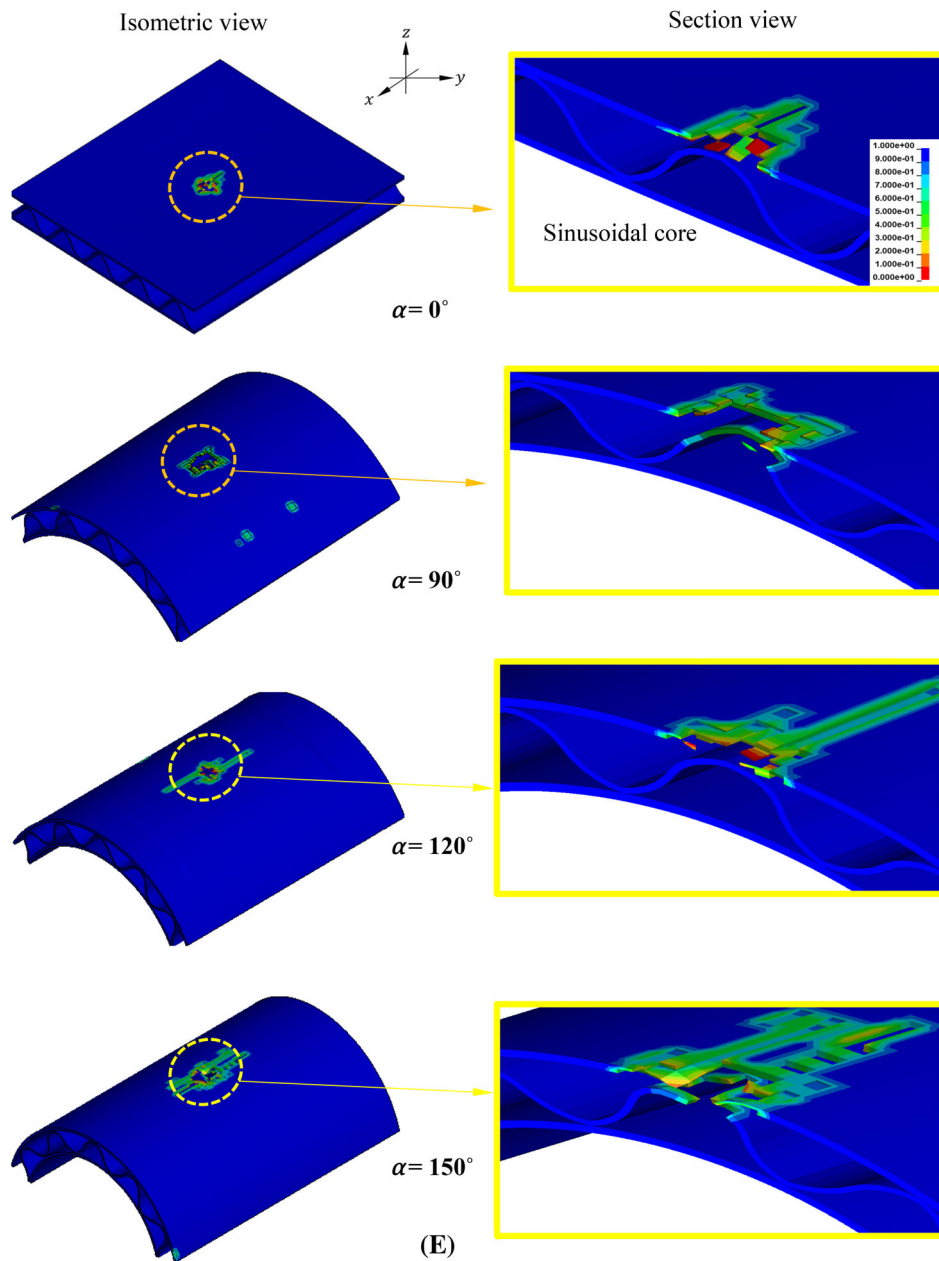 Isometric view
Section view
z
y
x
1.000e+00
9.000e-01
8.000e-01
7.000e-01
6.000e-01
5.000e-01
4.000e-01
3.000e-01
2.000e-01
1.000e-01
0.000e+00
Sinusoidal core
α= 0°
α= 90°
α= 120°
α= 150°
(E)